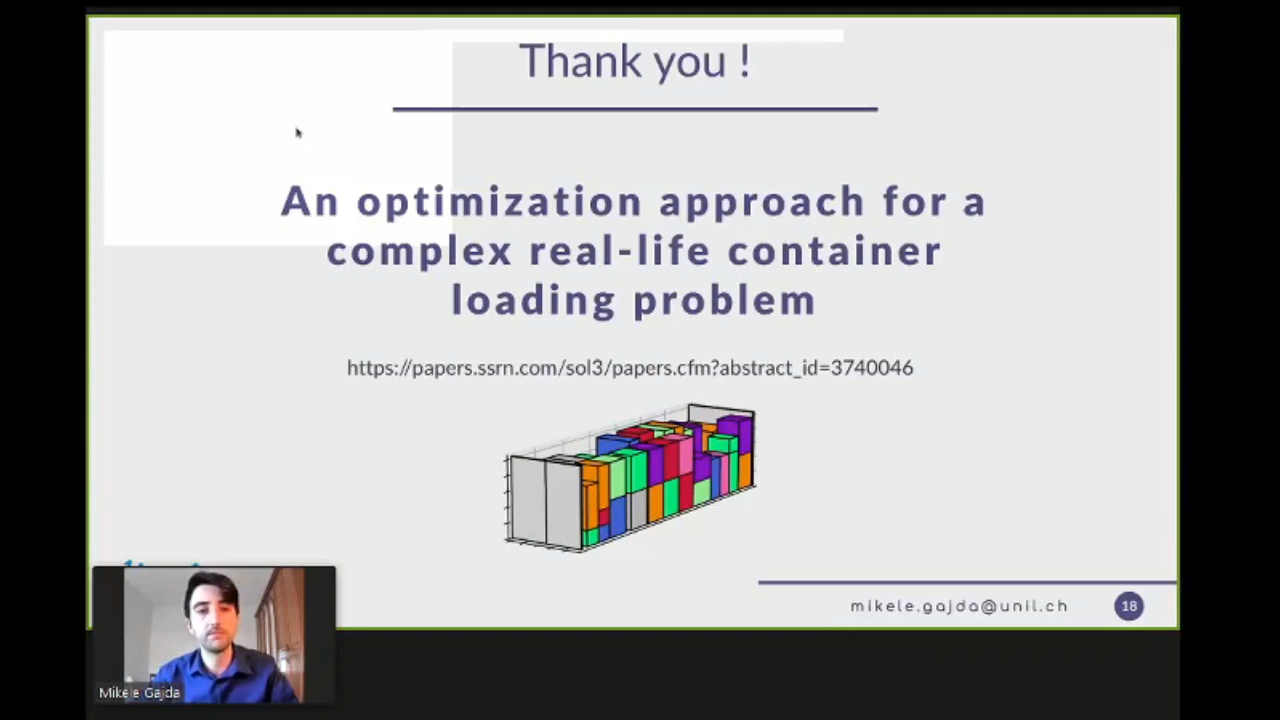 Thank you !
An optimization approach for a
complex real-life container
loading problem
https://papers.ssrn.com/sol3/papers.cfm?abstract_id=3740046
mikele.gajda@unil.ch
18
Mikele Gajda